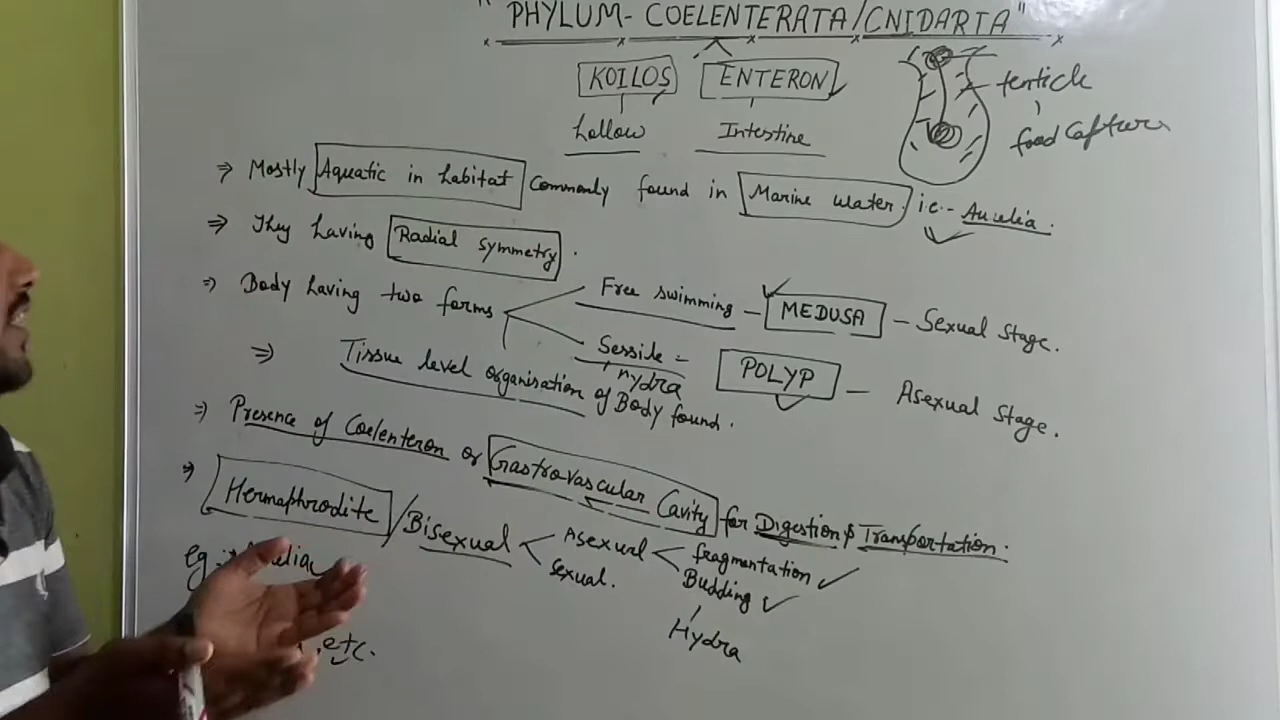 "PHYLUM- COELENTERATA/CNIDARTA"
KOILOS ENTERON
hollow Intestine
tenticle
food Capture
⇒ Mostly Aquatic in habitat Commonly found in Marine water. i.e.- Aurelia.
⇒ They having Radial symmetry.
⇒ Body having two forms
Free swimming - MEDUSA - Sexual Stage.
Sessile = POLYP - Asexual Stage.
hydra
⇒ Tissue level organisation of Body found.
⇒ Presence of Coelenteron or Gastrovascular Cavity for Digestion & Transportation.
⇒ Hermaphrodite / Bisexual
Asexual
fragmentation
Budding
Hydra
Sexual.
eg :-
etc.